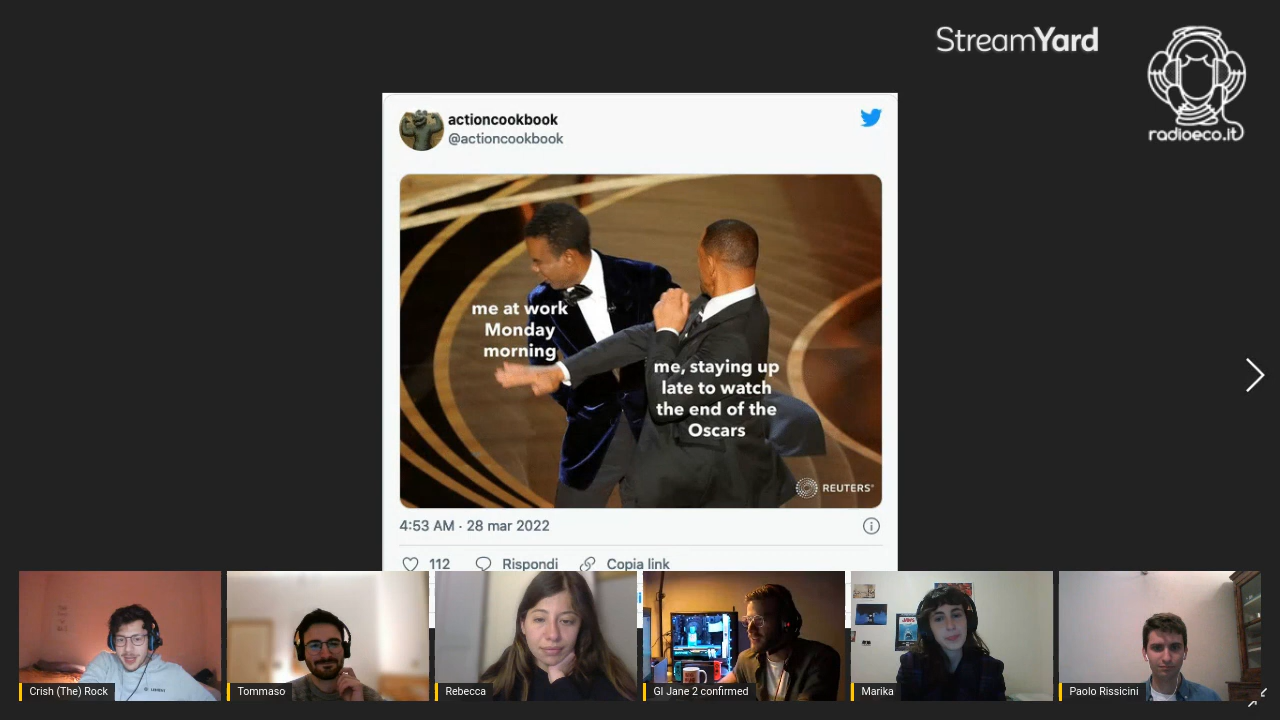 StreamYard
radioeco.it
actioncookbook
@actioncookbook
me at work
Monday
morning
me, staying up
late to watch
the end of the
Oscars
REUTERS
4:53 AM · 28 mar 2022
112 Rispondi Copia link
Crish (The) Rock
Tommaso
Rebecca
GI Jane 2 confirmed
Marika
Paolo Rissicini